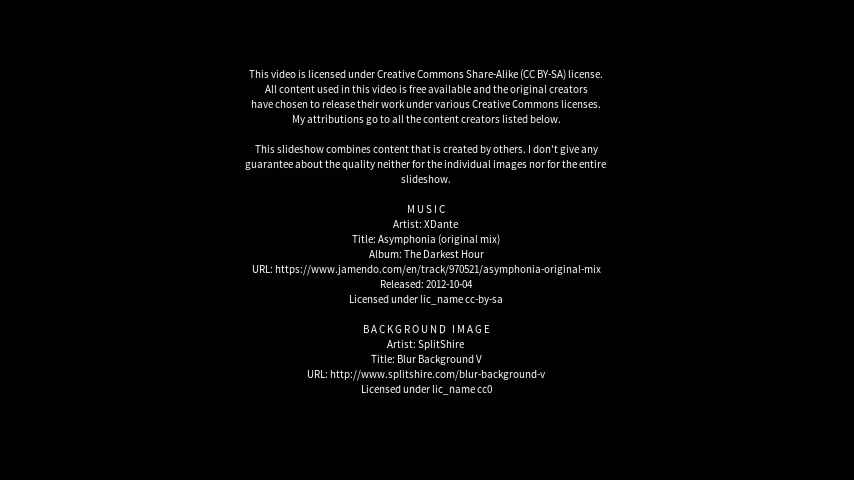 This video is licensed under Creative Commons Share-Alike (CC BY-SA) license.
All content used in this video is free available and the original creators
have chosen to release their work under various Creative Commons licenses.
My attributions go to all the content creators listed below.
This slideshow combines content that is created by others. I don't give any
guarantee about the quality neither for the individual images nor for the entire
slideshow.
MUSIC
Artist: XDante
Title: Asymphonia (original mix)
Album: The Darkest Hour
URL: https://www.jamendo.com/en/track/970521/asymphonia-original-mix
Released: 2012-10-04
Licensed under lic_name cc-by-sa
BACKGROUND IMAGE
Artist: SplitShire
Title: Blur Background V
URL: http://www.splitshire.com/blur-background-v
Licensed under lic_name cc0